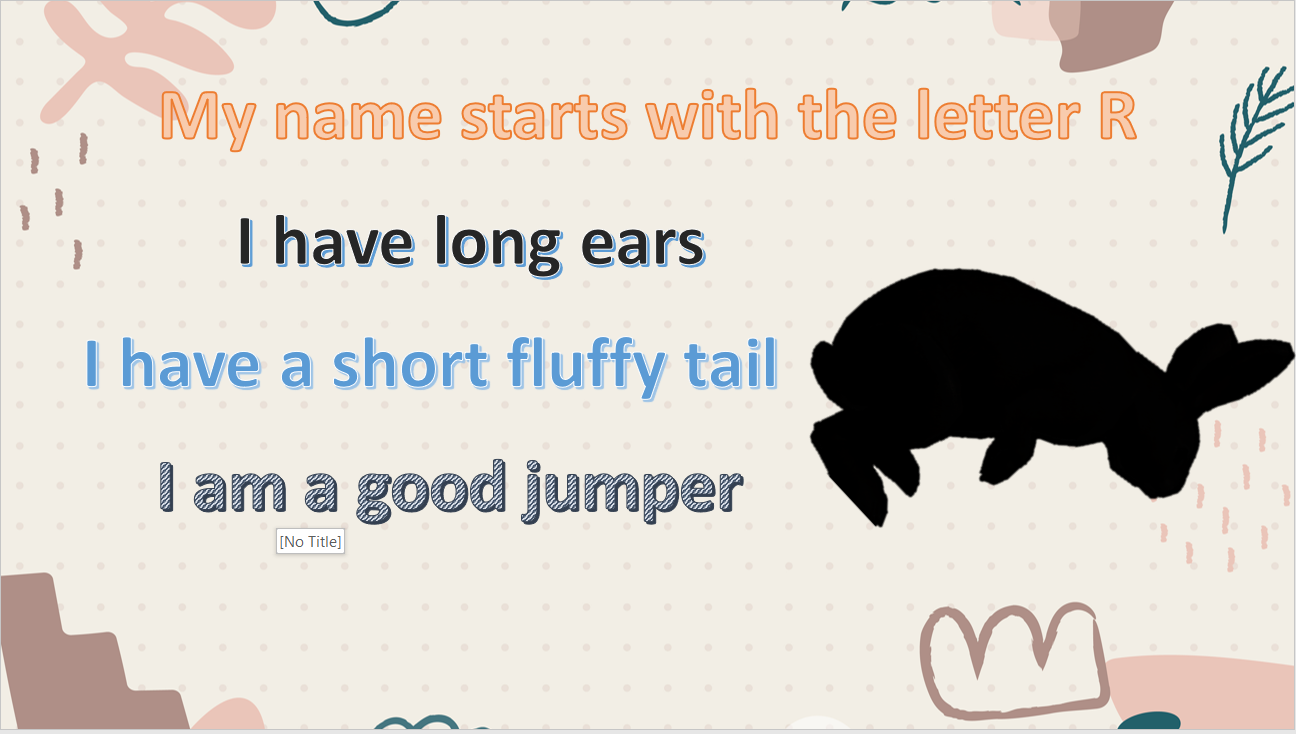 My name starts with the letter R
I have long ears
I have a short fluffy tail
I am a good jumper
[No Title]